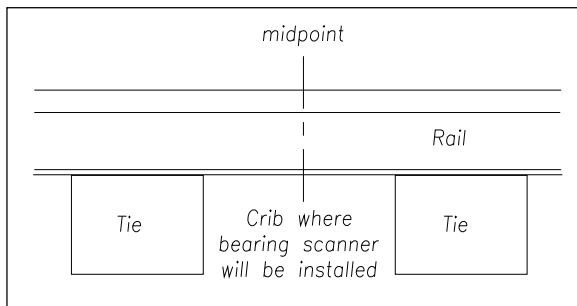 midpoint
Rail
Tie
Crib where
bearing scanner
will be installed
Tie